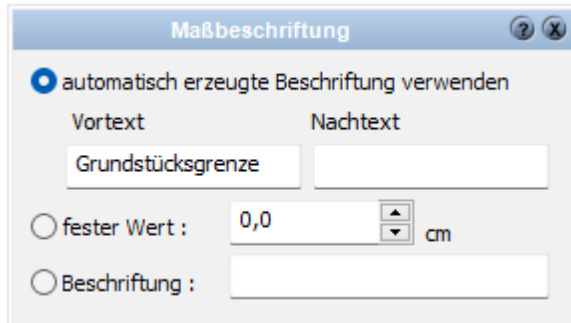 Maßbeschriftung
automatisch erzeugte Beschriftung verwenden
Vortext Nachtext
Grundstücksgrenze
fester Wert : 0,0 cm
Beschriftung :